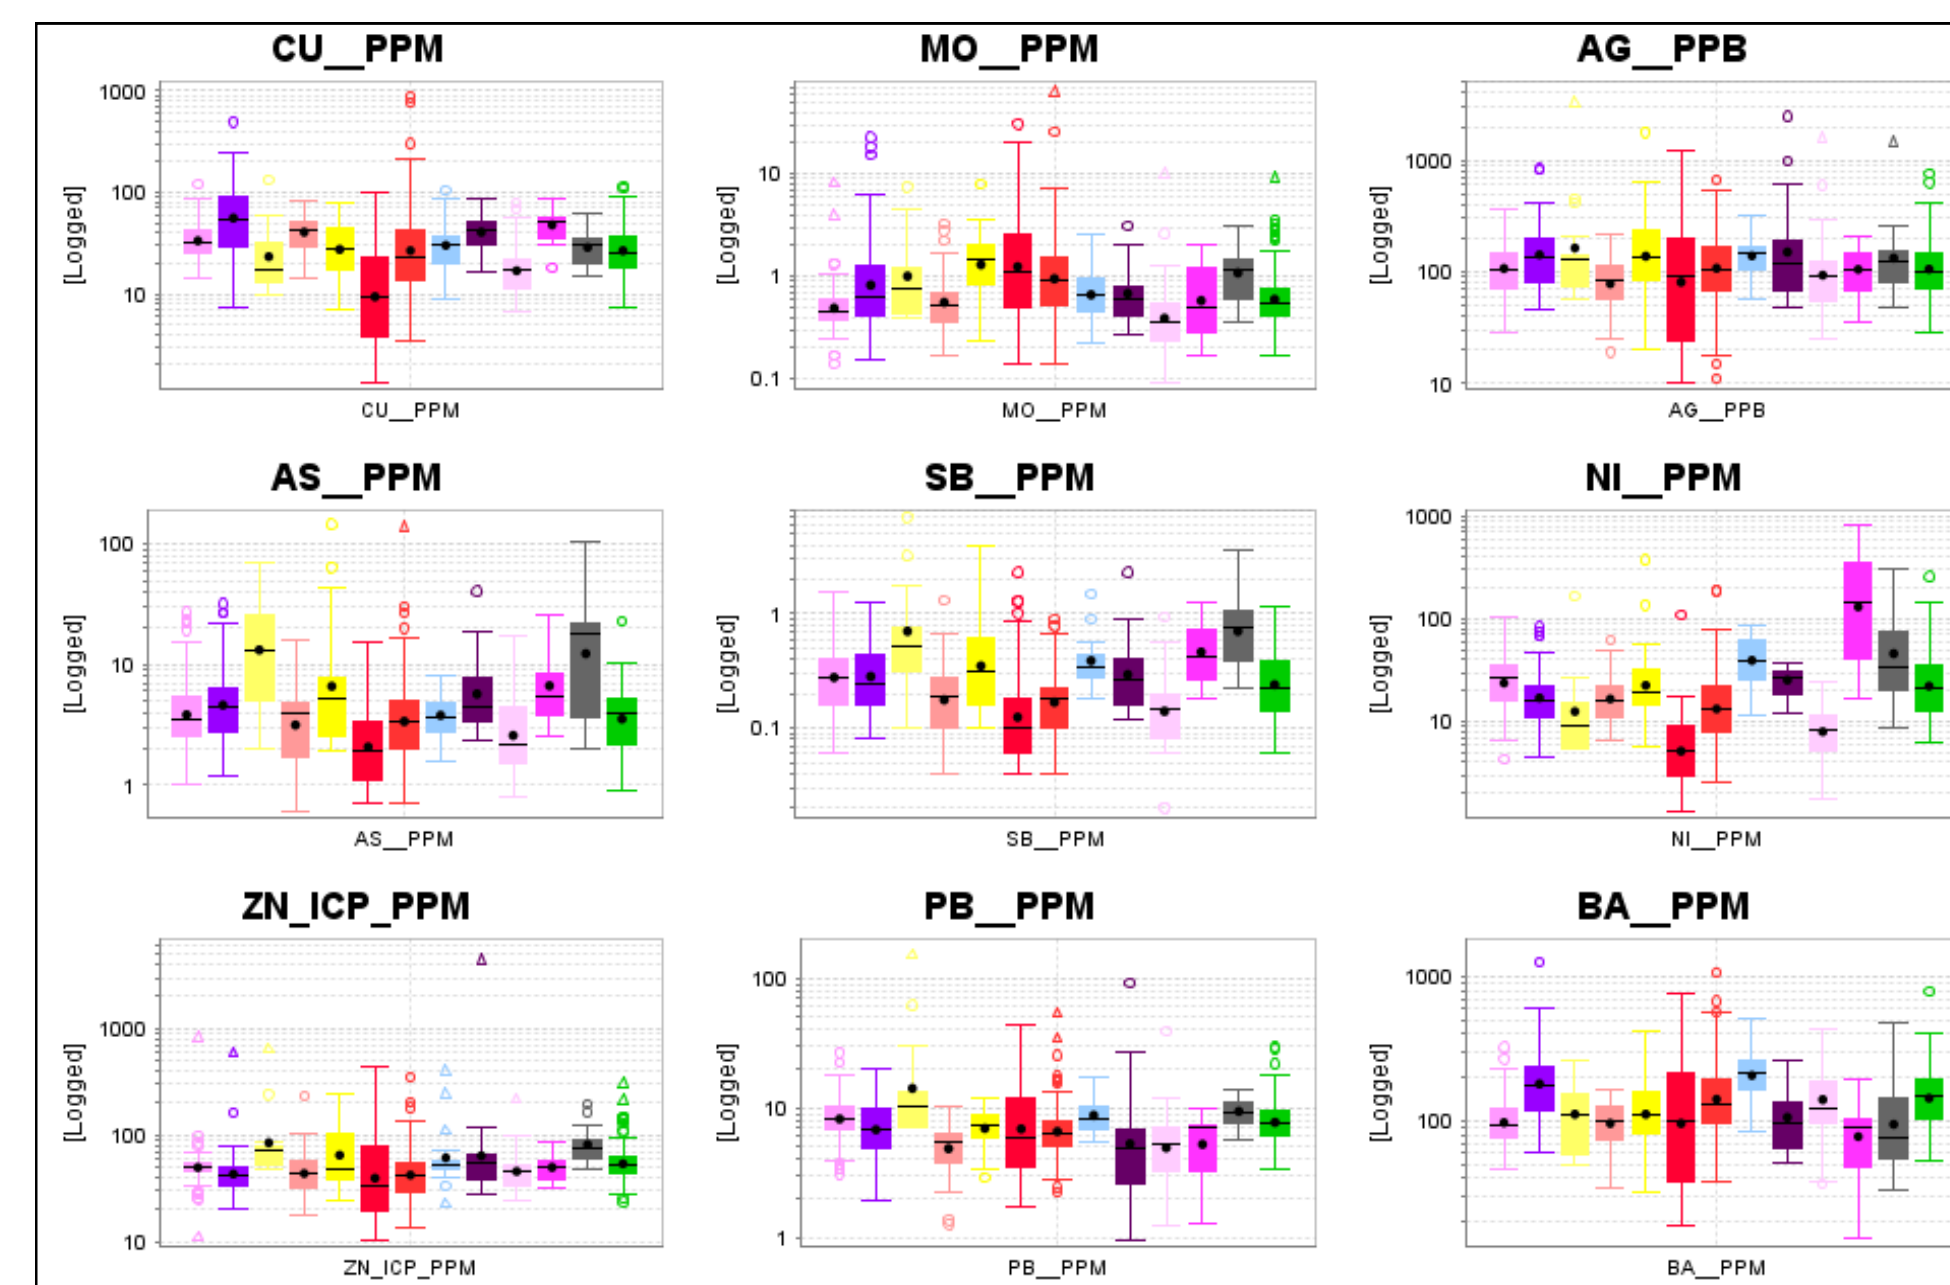 CU__PPM
MO__PPM
AG__PPB
1000
100
10
[Logged]
CU__PPM
10
1
0.1
[Logged]
MO__PPM
1000
100
10
[Logged]
AG__PPB
AS__PPM
SB__PPM
NI__PPM
100
10
1
[Logged]
AS__PPM
1
0.1
[Logged]
SB__PPM
1000
100
10
[Logged]
NI__PPM
ZN_ICP_PPM
PB__PPM
BA__PPM
1000
100
10
[Logged]
ZN_ICP_PPM
100
10
1
[Logged]
PB__PPM
1000
100
[Logged]
BA__PPM